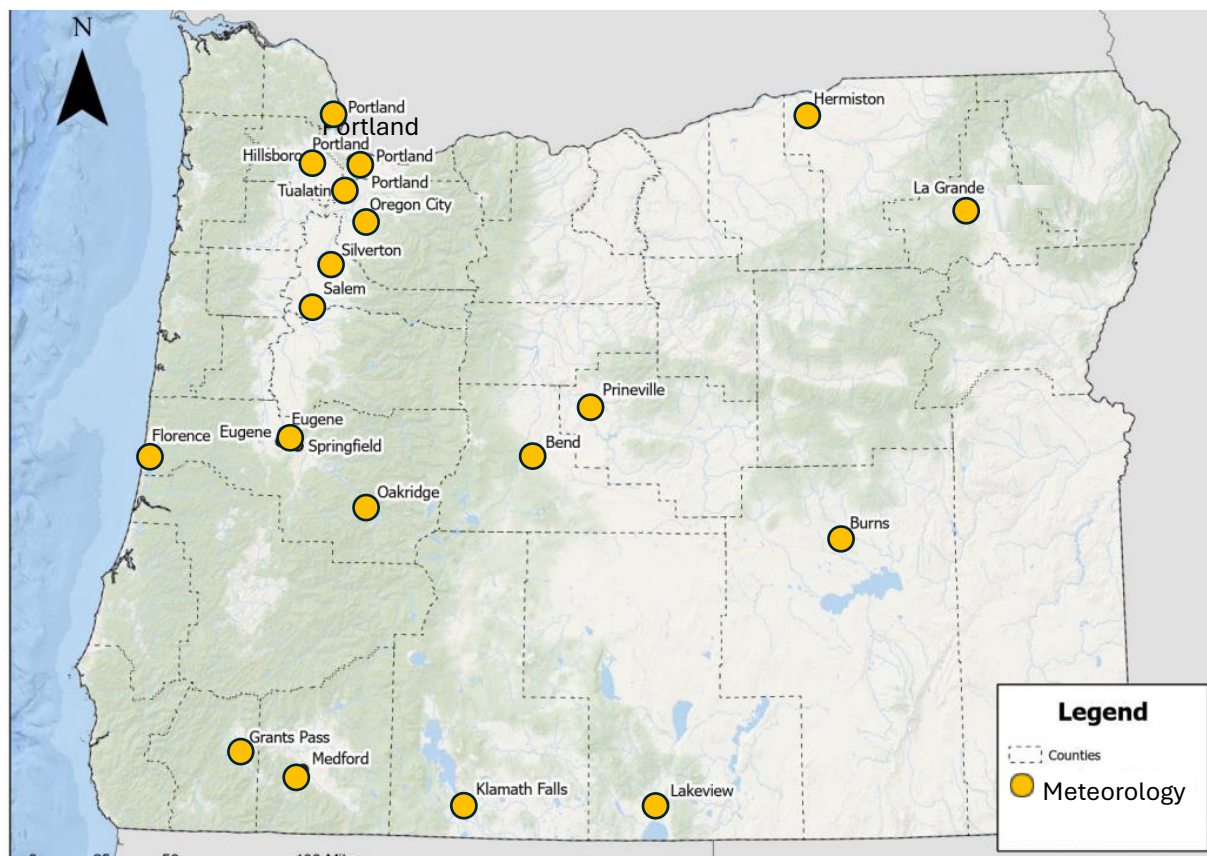 N
Portland
Portland
Portland
Hillsboro
Portland
Tualatin
Portland
Oregon City
Silverton
Salem
Hermiston
La Grande
Prineville
Bend
Eugene
Eugene
Springfield
Florence
Oakridge
Burns
Grants Pass
Medford
Klamath Falls
Lakeview
Legend
Counties
Meteorology